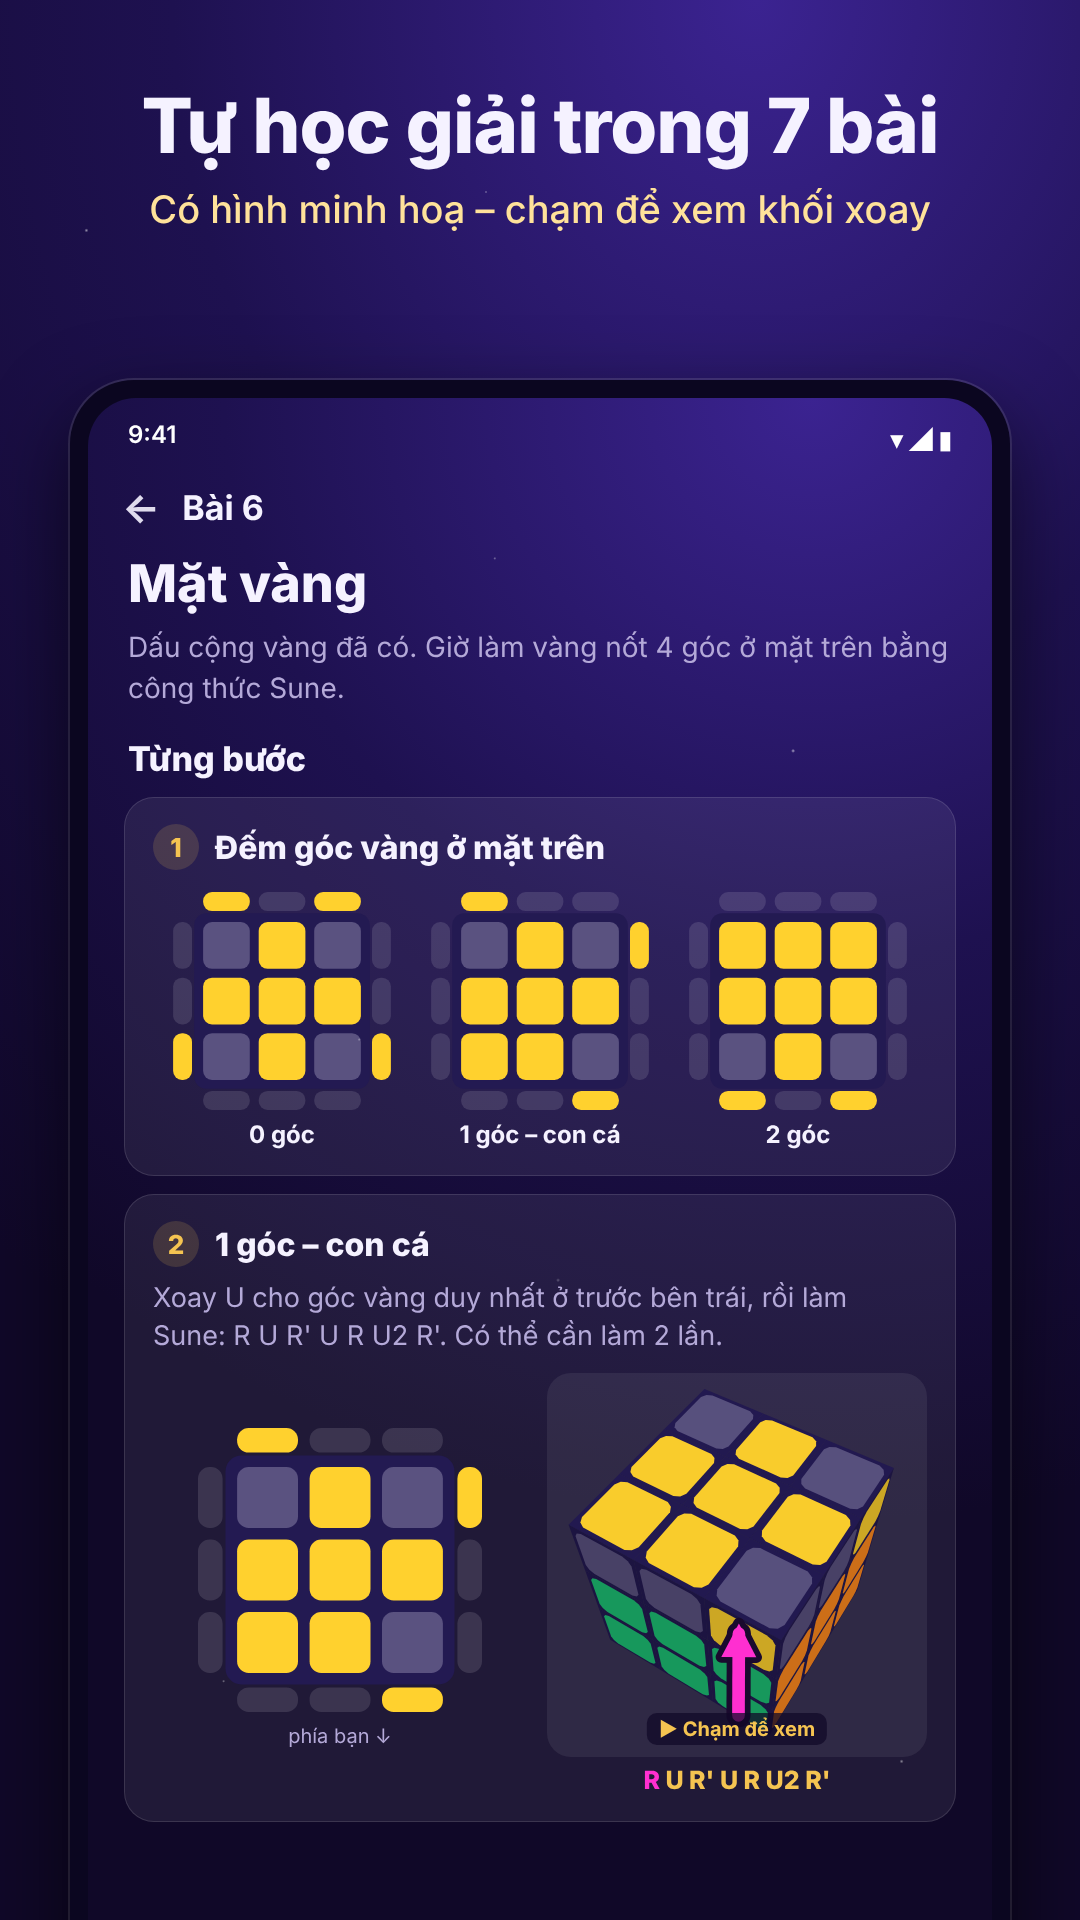 Tự học giải trong 7 bài
Có hình minh hoạ – chạm để xem khối xoay
9:41
← Bài 6
Mặt vàng
Dấu cộng vàng đã có. Giờ làm vàng nốt 4 góc ở mặt trên bằng
công thức Sune.
Từng bước
1 Đếm góc vàng ở mặt trên
0 góc
1 góc – con cá
2 góc
2 1 góc – con cá
Xoay U cho góc vàng duy nhất ở trước bên trái, rồi làm
Sune: R U R' U R U2 R'. Có thể cần làm 2 lần.
phía bạn ↓
▶ Chạm để xem
R U R' U R U2 R'